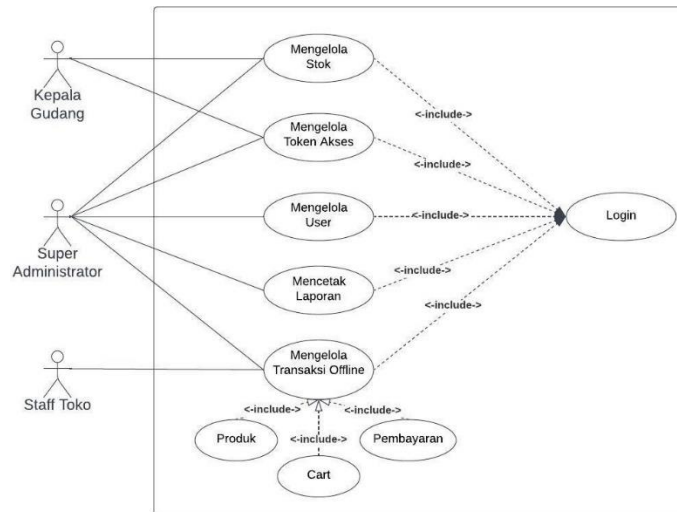 Mengelola
Stok
Kepala
Gudang
<-include->
Mengelola
Token Akses
<-include->
Mengelola
User
<-include->
Login
Super
Administrator
Mencetak
Laporan
<-include->
<-include->
Mengelola
Transaksi Offline
Staff Toko
<-include->
<-include->
Produk
<-include->
Pembayaran
Cart